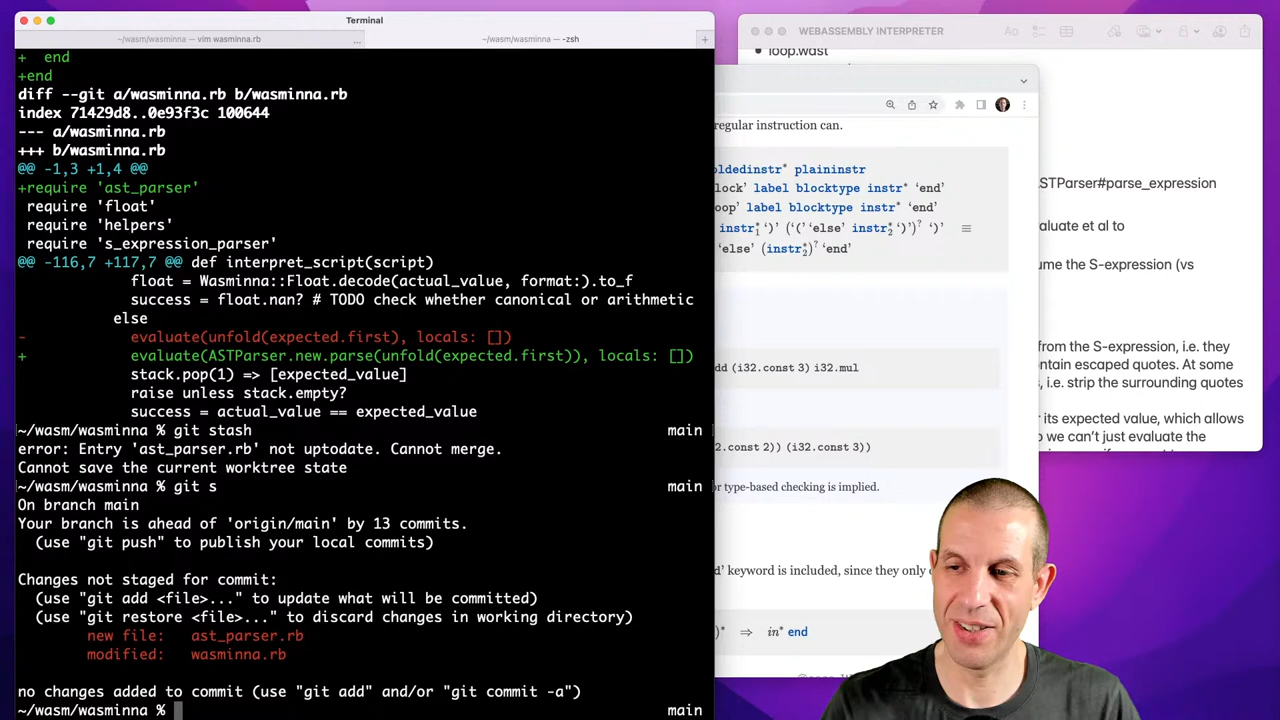 Terminal
~/wasm/wasminna — vim wasminna.rb ...
~/wasm/wasminna — -zsh
+
+  end
+end
diff --git a/wasminna.rb b/wasminna.rb
index 71429d8..0e93f3c 100644
--- a/wasminna.rb
+++ b/wasminna.rb
@@ -1,3 +1,4 @@
+require 'ast_parser'
 require 'float'
 require 'helpers'
 require 's_expression_parser'
@@ -116,7 +117,7 @@ def interpret_script(script)
float = Wasminna::Float.decode(actual_value, format:).to_f
success = float.nan? # TODO check whether canonical or arithmetic
else
- evaluate(unfold(expected.first), locals: [])
+ evaluate(ASTParser.new.parse(unfold(expected.first)), locals: [])
stack.pop(1) => [expected_value]
raise unless stack.empty?
success = actual_value == expected_value
~/wasm/wasminna % git stash main
error: Entry 'ast_parser.rb' not uptodate. Cannot merge.
Cannot save the current worktree state
~/wasm/wasminna % git s main
On branch main
Your branch is ahead of 'origin/main' by 13 commits.
(use "git push" to publish your local commits)
Changes not staged for commit:
(use "git add <file>..." to update what will be committed)
(use "git restore <file>..." to discard changes in working directory)
new file:   ast_parser.rb
modified:   wasminna.rb
no changes added to commit (use "git add" and/or "git commit -a")
~/wasm/wasminna % main
WEBASSEMBLY INTERPRETER
Aa
loop.wast
STParser#parse_expression
aluate et al to
ume the S-expression (vs
from the S-expression, i.e. they
ntain escaped quotes. At some
s, i.e. strip the surrounding quotes
r its expected value, which allows
o we can't just evaluate the
regular instruction can.
oldedinstr* plaininstr
lock’ label blocktype instr* ‘end’
oop’ label blocktype instr* ‘end’
instr₁* ‘)’ (‘(’ ‘else’ instr₂* ‘)’)? ‘)’
‘else’ (instr₂*)? ‘end’
dd (i32.const 3) i32.mul
.const 2)) (i32.const 3))
or type-based checking is implied.
d’ keyword is included, since they only
)* ⇒ in* end